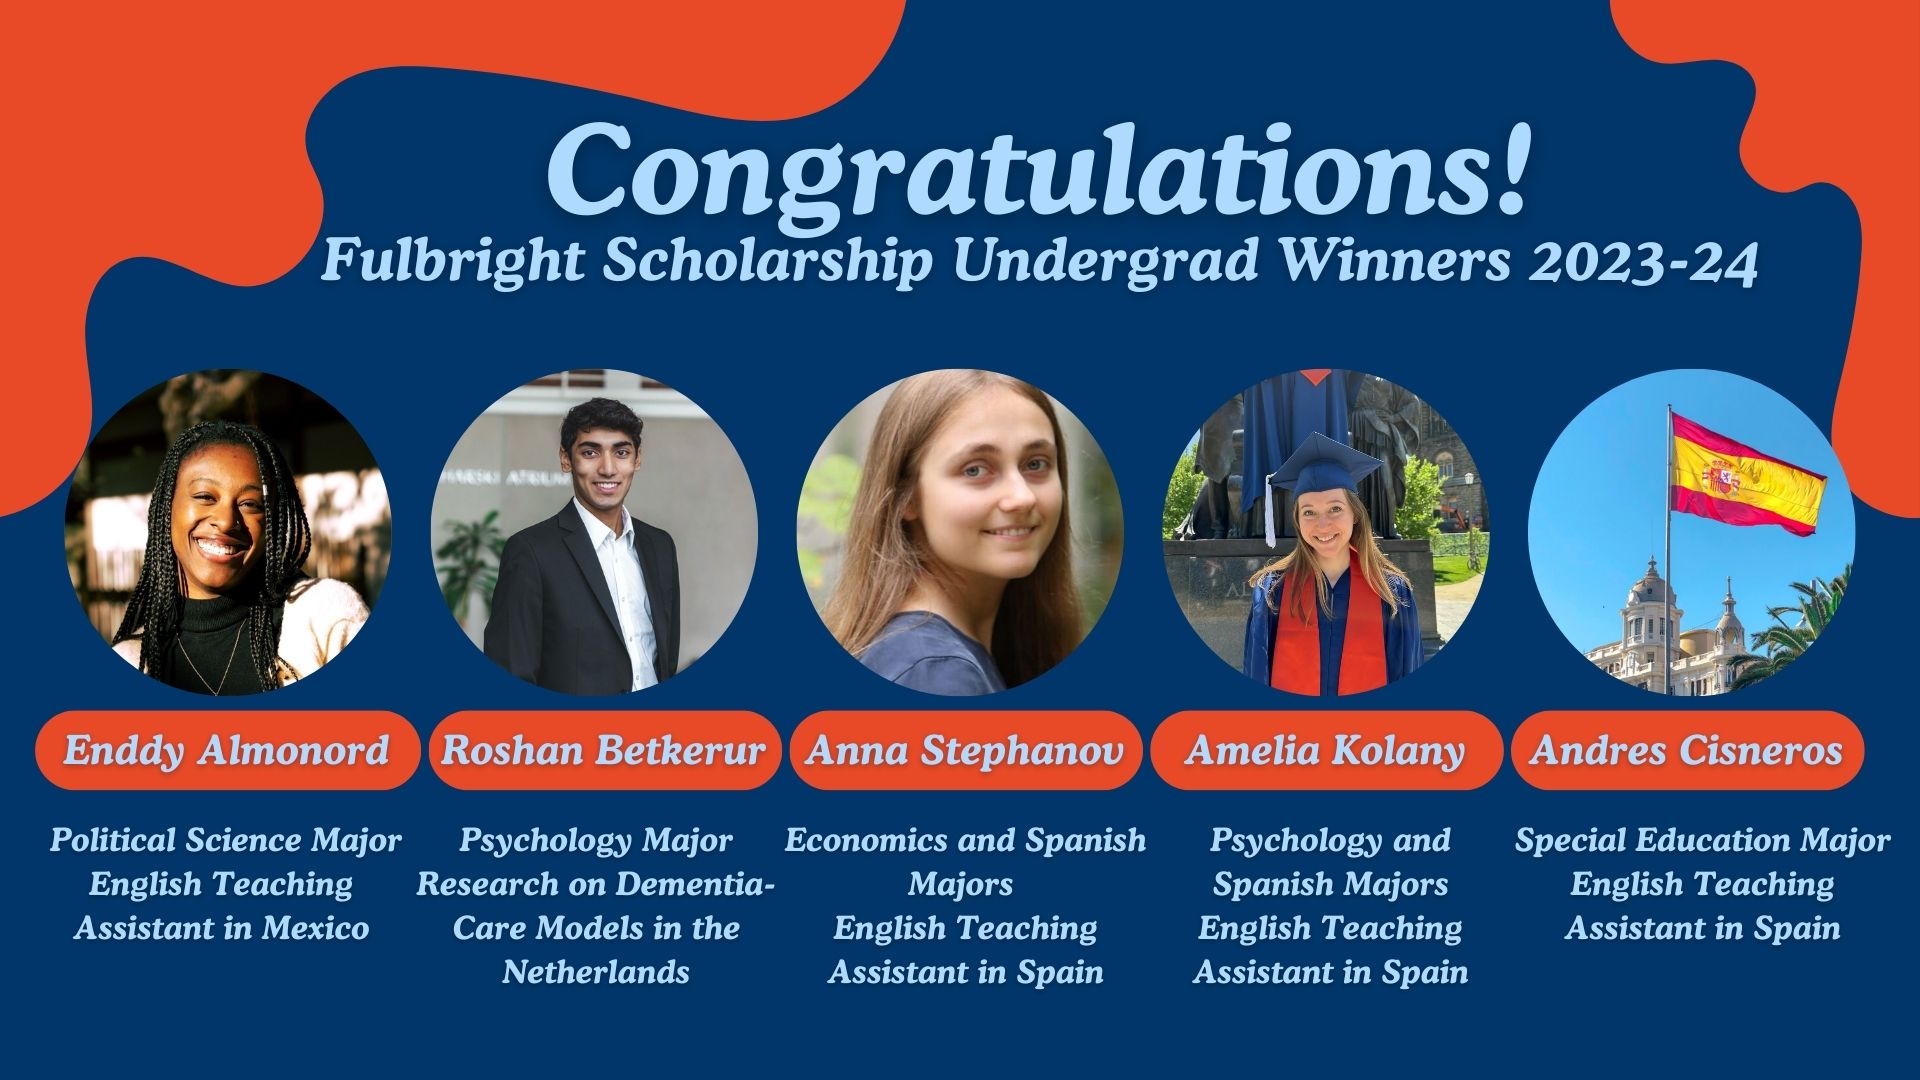 Congratulations!
Fulbright Scholarship Undergrad Winners 2023-24
Enddy Almonord
Political Science Major
English Teaching
Assistant in Mexico
Roshan Betkerur
Psychology Major
Research on Dementia-
Care Models in the
Netherlands
Anna Stephanov
Economics and Spanish
Majors
English Teaching
Assistant in Spain
Amelia Kolany
Psychology and
Spanish Majors
English Teaching
Assistant in Spain
Andres Cisneros
Special Education Major
English Teaching
Assistant in Spain